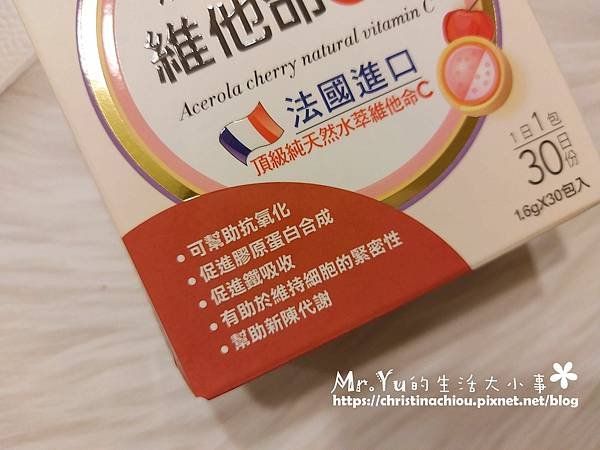 維他命
Acerola cherry natural vitamin C
法國進口
頂級純天然水萃維他命C
1日1包
30日份
1.6gX30包入
•可幫助抗氧化
•促進膠原蛋白合成
•促進鐵吸收
•有助於維持細胞的緊密性
•幫助新陳代謝
Mr.Yu的生活大小事
https://christinachiou.pixnet.net/blog